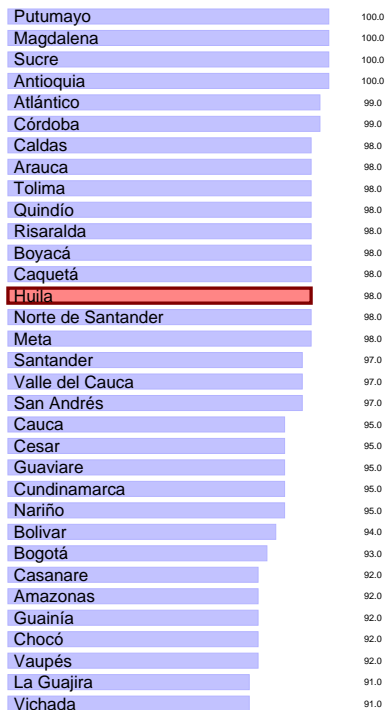 Putumayo 100.0
Magdalena 100.0
Sucre 100.0
Antioquia 100.0
Atlántico 99.0
Córdoba 99.0
Caldas 98.0
Arauca 98.0
Tolima 98.0
Quindío 98.0
Risaralda 98.0
Boyacá 98.0
Caquetá 98.0
Huila 98.0
Norte de Santander 98.0
Meta 98.0
Santander 97.0
Valle del Cauca 97.0
San Andrés 97.0
Cauca 95.0
Cesar 95.0
Guaviare 95.0
Cundinamarca 95.0
Nariño 95.0
Bolivar 94.0
Bogotá 93.0
Casanare 92.0
Amazonas 92.0
Guainía 92.0
Chocó 92.0
Vaupés 92.0
La Guajira 91.0
Vichada 91.0